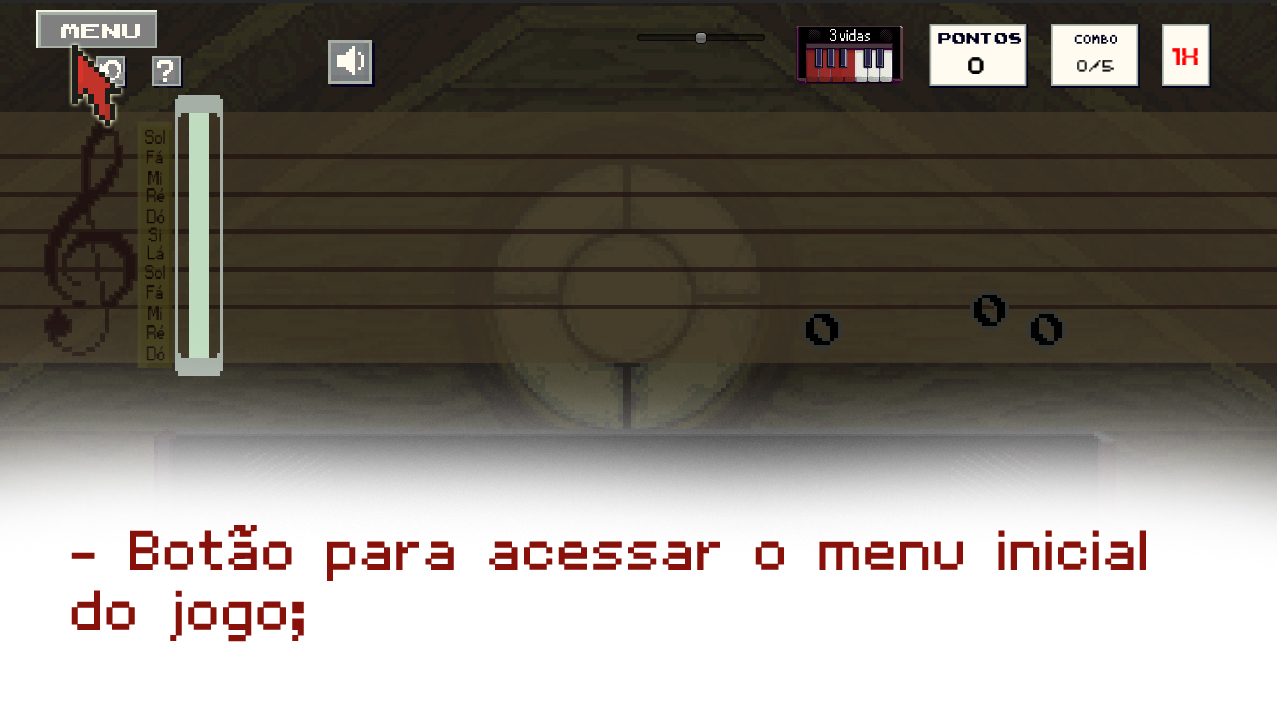 MENU
?
3 vidas
PONTOS
0
COMBO
0/5
1X
Sol
Fá
Mi
Ré
Dó
Si
Lá
Sol
Fá
Mi
Ré
Dó
- Botão para acessar o menu inicial
do jogo;